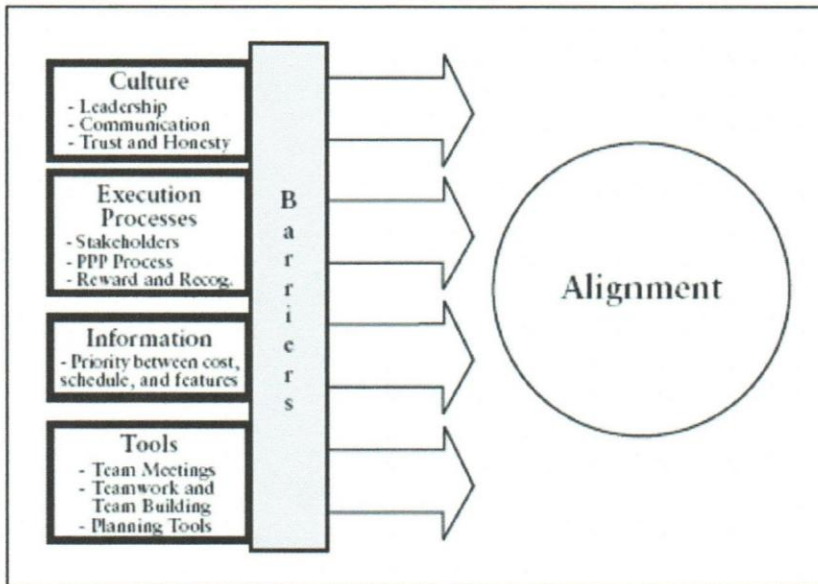 Culture
- Leadership
- Communication
- Trust and Honesty
Execution
Processes
- Stakeholders
- PPP Process
- Reward and Recog.
Information
- Priority between cost,
schedule, and features
Tools
- Team Meetings
- Teamwork and
Team Building
- Planning Tools
Barriers
Alignment